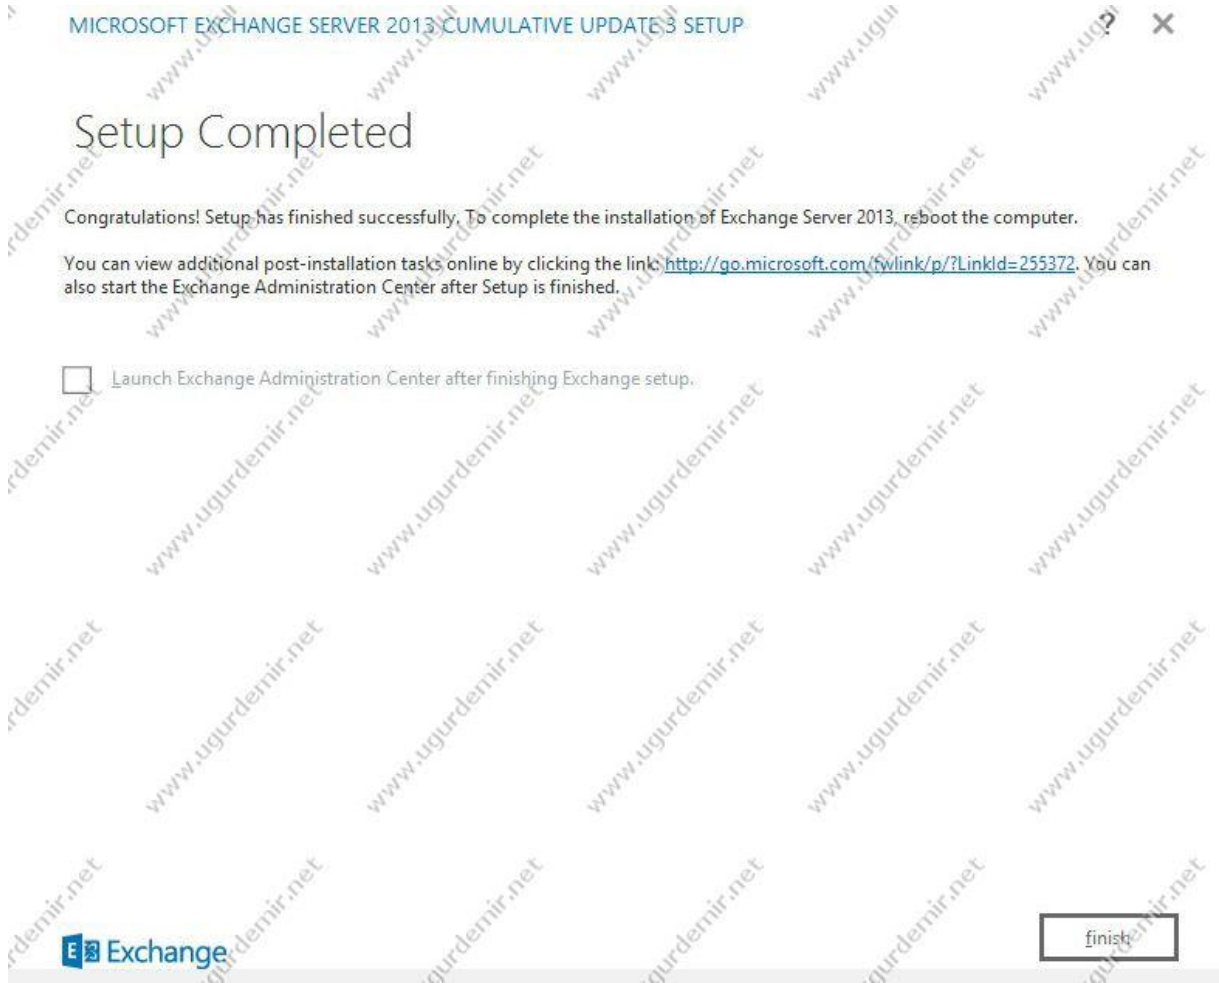 MICROSOFT EXCHANGE SERVER 2013 CUMULATIVE UPDATE 3 SETUP
?
Setup Completed
Congratulations! Setup has finished successfully. To complete the installation of Exchange Server 2013, reboot the computer.
You can view additional post-installation tasks online by clicking the link: http://go.microsoft.com/fwlink/p/?LinkId=255372. You can
also start the Exchange Administration Center after Setup is finished.
Launch Exchange Administration Center after finishing Exchange setup.
E Exchange
finish
www.ugurdemir.net